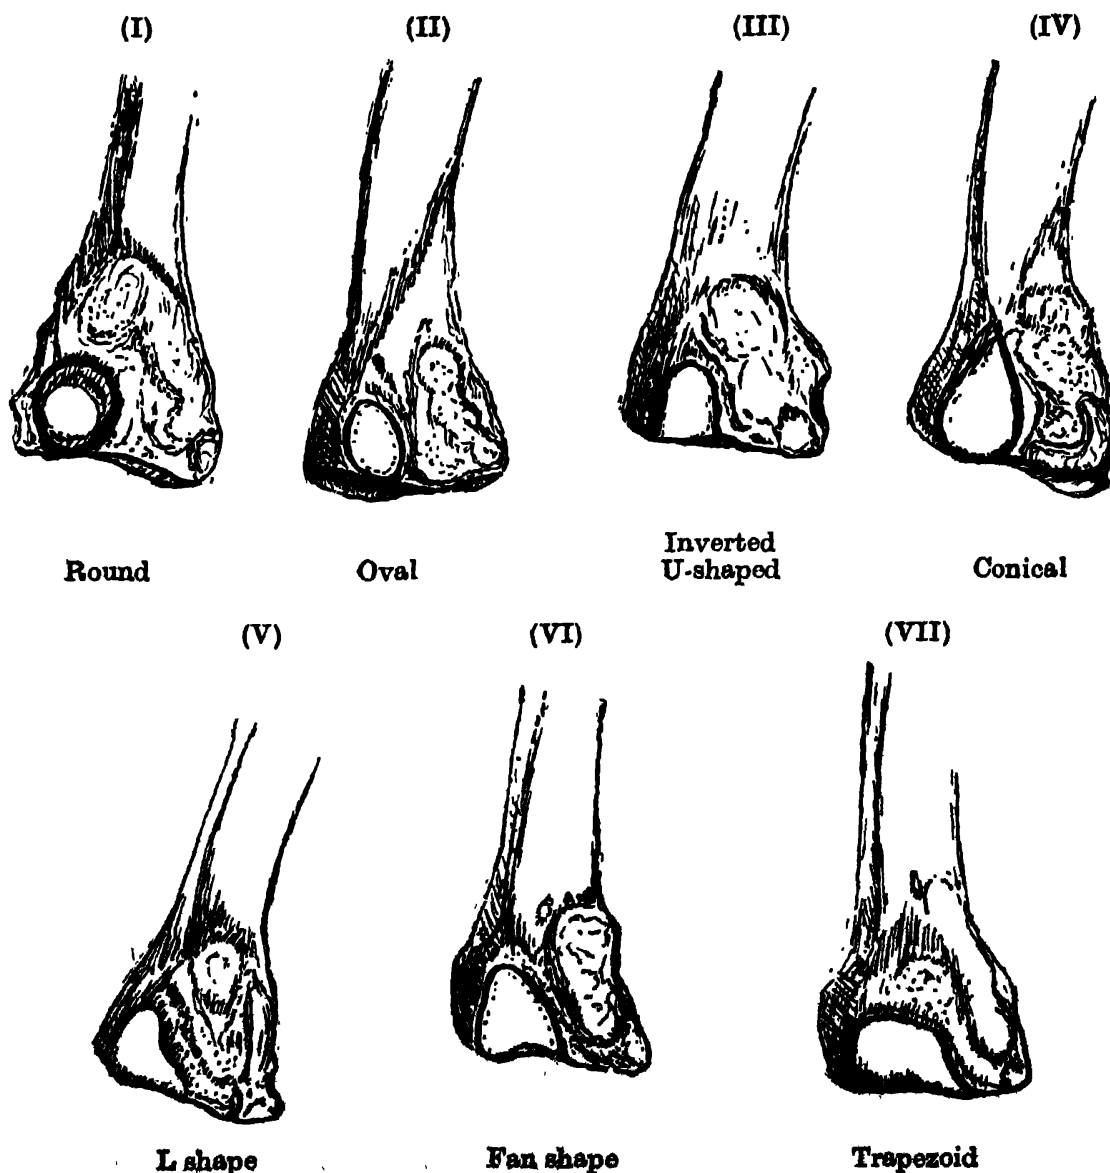 (I) (II) (III) (IV)
Round Oval Inverted U-shaped Conical
(V) (VI) (VII)
L shape Fan shape Trapezoid